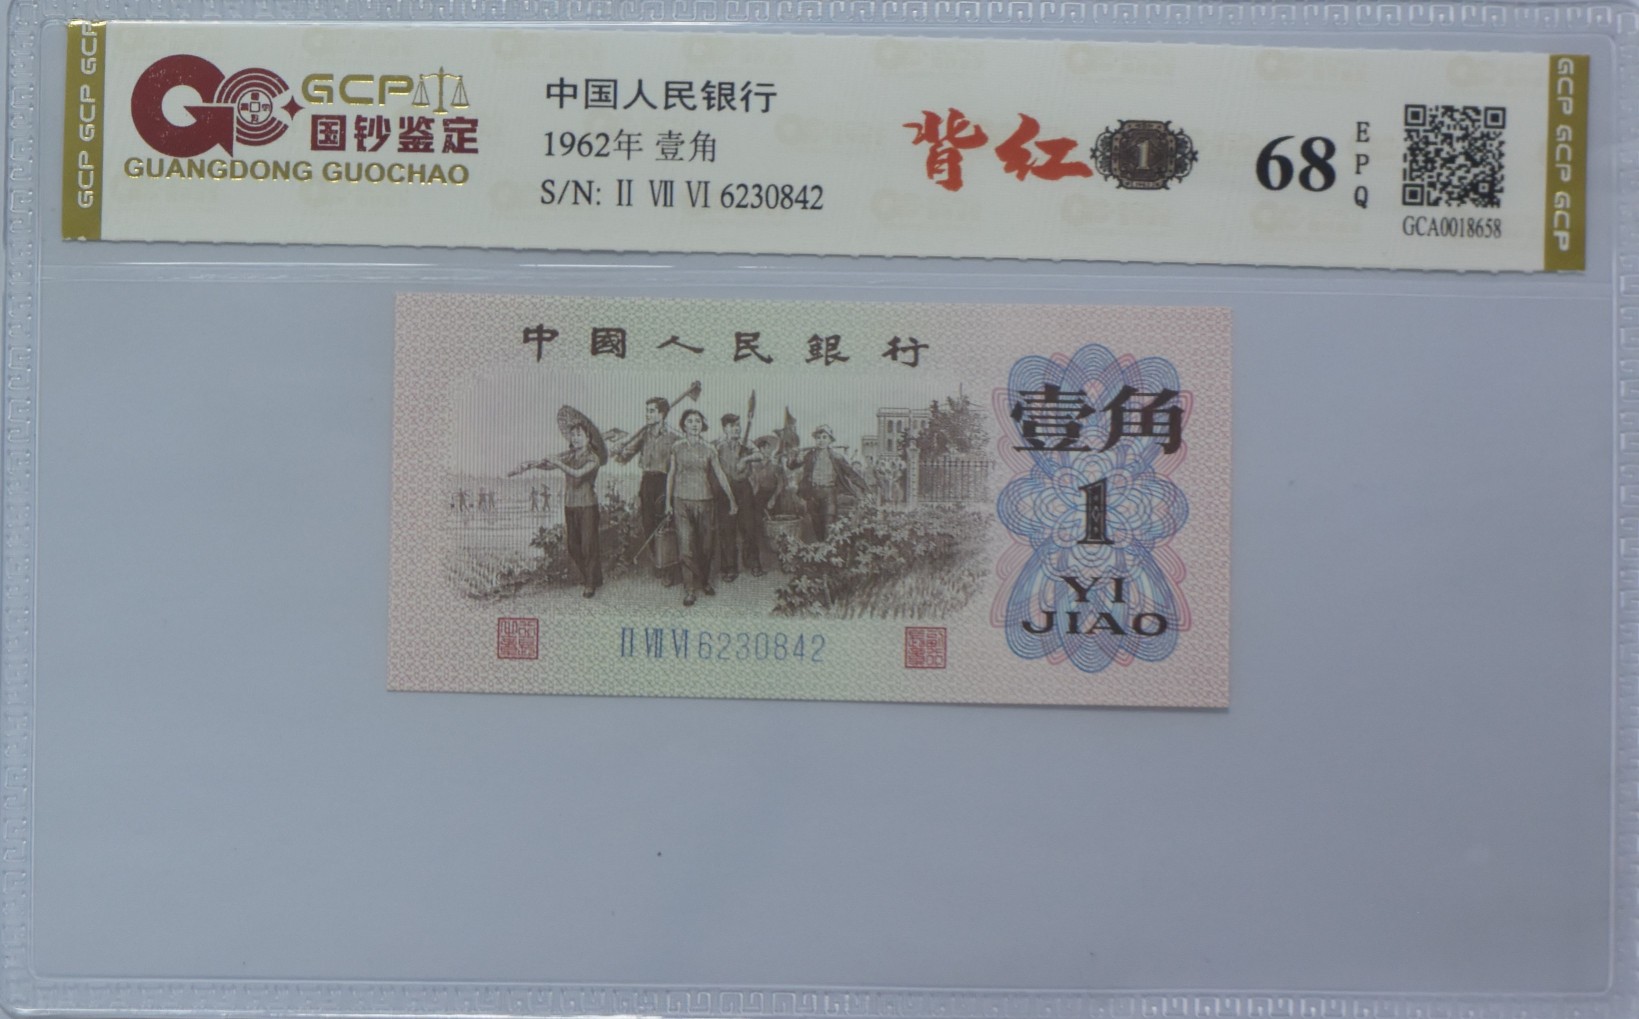 GCP GCP GCP
GCP
国钞鉴定
GUANGDONG GUOCHAO
中国人民银行
1962年 壹角
S/N: II VII VI 6230842
背红
1
68
EPQ
GCA0018658
GCP GCP GCP
中國人民銀行
壹角
1
YI
JIAO
II VII VI 6230842